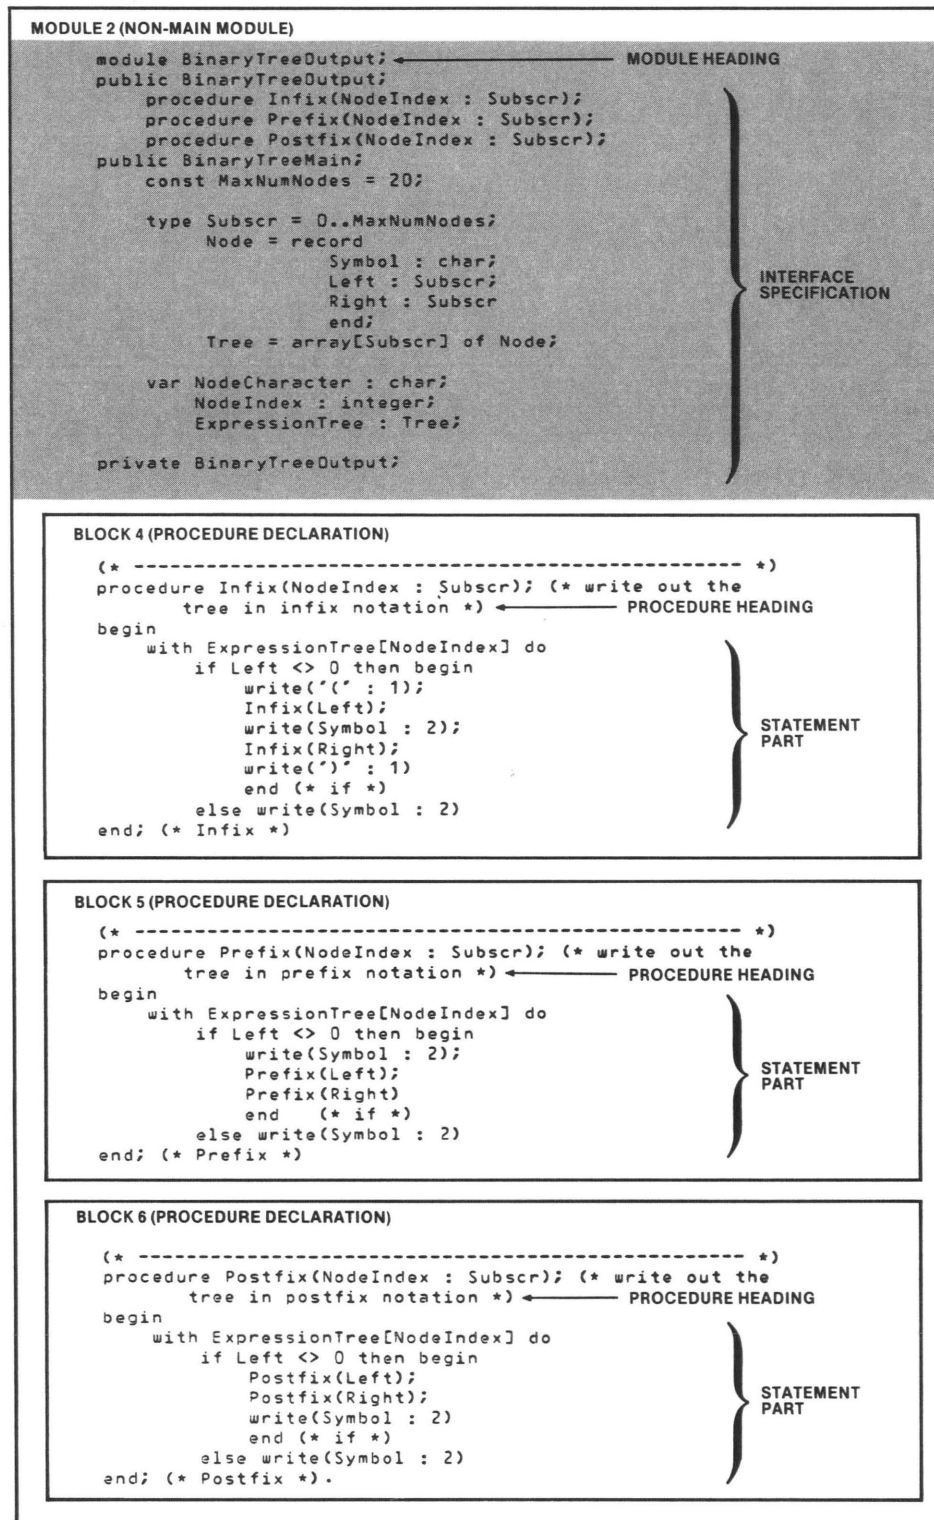 MODULE 2 (NON-MAIN MODULE)
module BinaryTreeOutput; MODULE HEADING
public BinaryTreeOutput;
procedure Infix(NodeIndex : Subscr);
procedure Prefix(NodeIndex : Subscr);
procedure Postfix(NodeIndex : Subscr);
public BinaryTreeMain;
const MaxNumNodes = 20;
type Subscr = 0..MaxNumNodes;
Node = record
Symbol : char;
Left : Subscr;
Right : Subscr
end;
Tree = array[Subscr] of Node;
INTERFACE
SPECIFICATION
var NodeCharacter : char;
NodeIndex : integer;
ExpressionTree : Tree;
private BinaryTreeOutput;
BLOCK 4 (PROCEDURE DECLARATION)
(* -------------------------------------------------- *)
procedure Infix(NodeIndex : Subscr); (* write out the
tree in infix notation *) PROCEDURE HEADING
begin
with ExpressionTree[NodeIndex] do
if Left <> 0 then begin
write('(' : 1);
Infix(Left);
write(Symbol : 2);
Infix(Right);
write(')' : 1)
end (* if *)
else write(Symbol : 2)
end; (* Infix *)
STATEMENT
PART
BLOCK 5 (PROCEDURE DECLARATION)
(* -------------------------------------------------- *)
procedure Prefix(NodeIndex : Subscr); (* write out the
tree in prefix notation *) PROCEDURE HEADING
begin
with ExpressionTree[NodeIndex] do
if Left <> 0 then begin
write(Symbol : 2);
Prefix(Left);
Prefix(Right)
end (* if *)
else write(Symbol : 2)
end; (* Prefix *)
STATEMENT
PART
BLOCK 6 (PROCEDURE DECLARATION)
(* -------------------------------------------------- *)
procedure Postfix(NodeIndex : Subscr); (* write out the
tree in postfix notation *) PROCEDURE HEADING
begin
with ExpressionTree[NodeIndex] do
if Left <> 0 then begin
Postfix(Left);
Postfix(Right);
write(Symbol : 2)
end (* if *)
else write(Symbol : 2)
end; (* Postfix *).
STATEMENT
PART